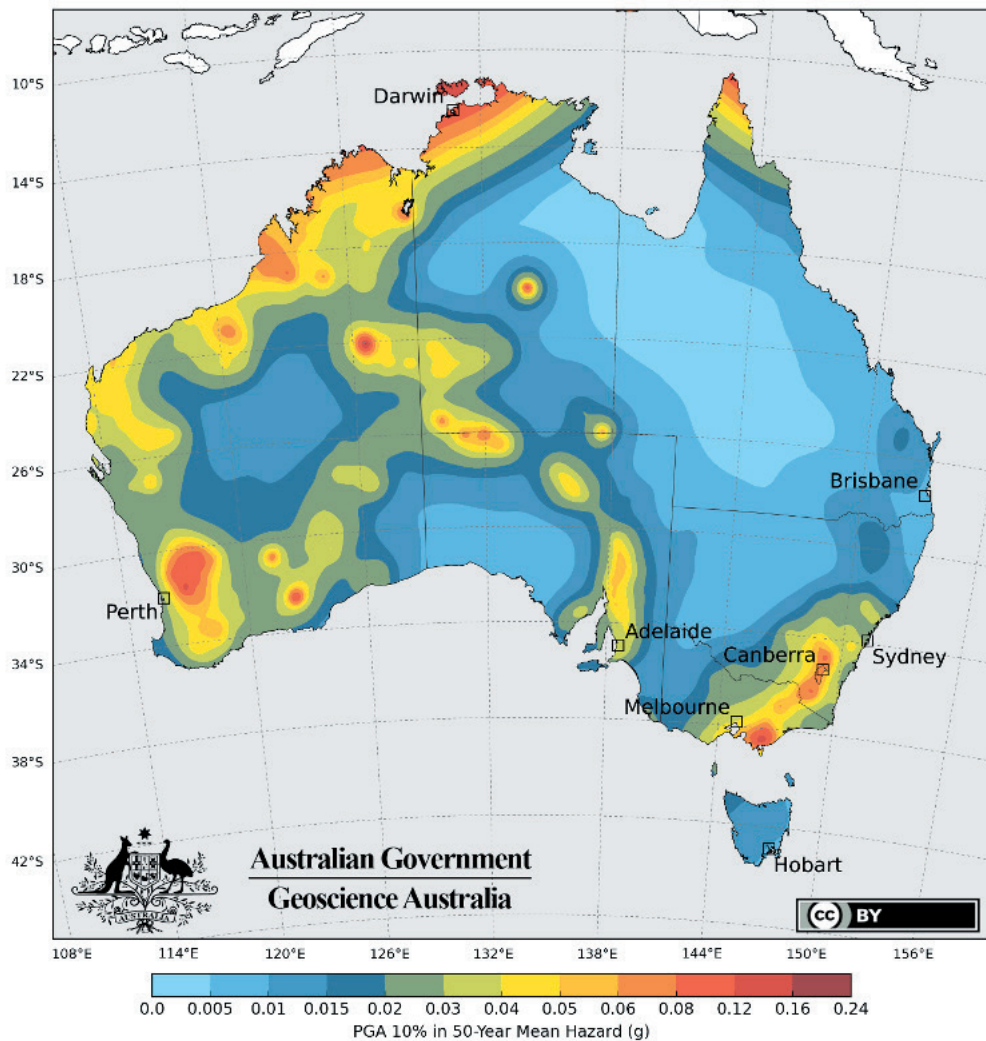 Darwin
10°S
14°S
18°S
22°S
26°S
Brisbane
30°S
Perth
Adelaide
34°S
Canberra
Sydney
Melbourne
38°S
42°S
Hobart
AUSTRALIA
Australian Government
Geoscience Australia
cc BY
108°E 114°E 120°E 126°E 132°E 138°E 144°E 150°E 156°E
0.0 0.005 0.01 0.015 0.02 0.03 0.04 0.05 0.06 0.08 0.12 0.16 0.24
PGA 10% in 50-Year Mean Hazard (g)